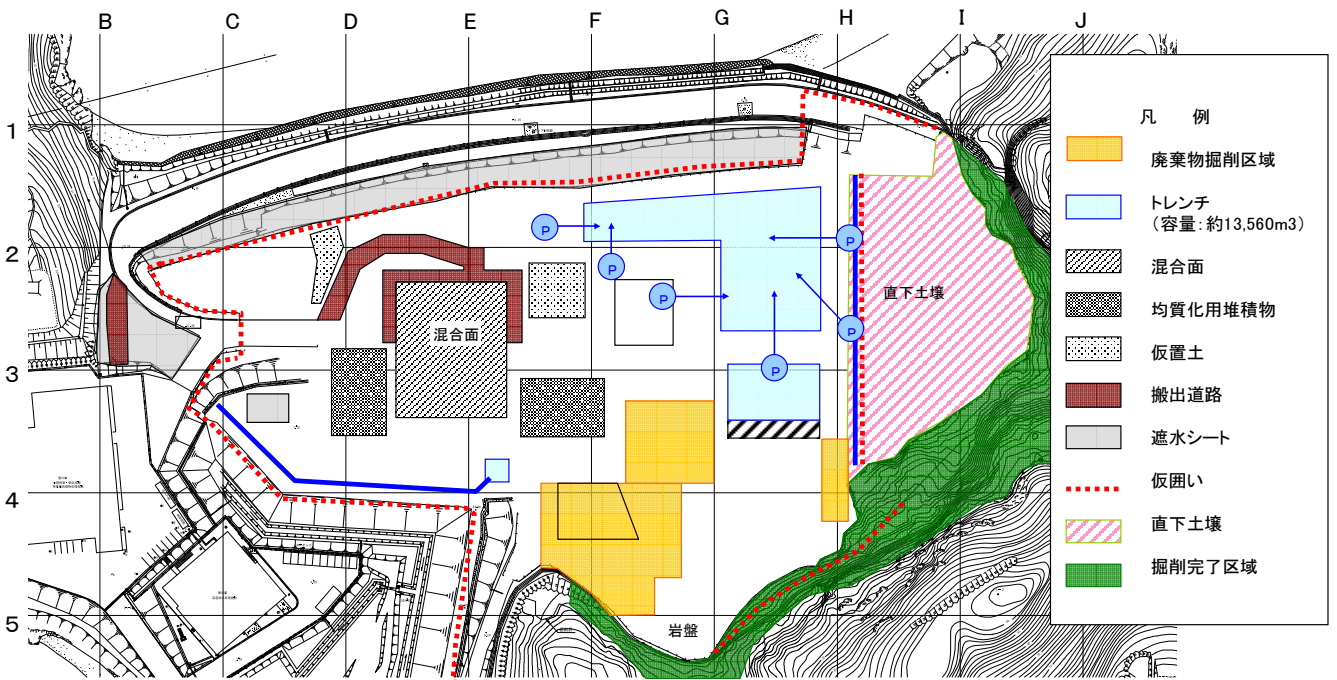 B C D E F G H I J
1
2
3
4
5
P
P
P
P
P
P
混合面
直下土壌
岩盤
凡 例
廃棄物掘削区域
トレンチ
(容量：約13,560m3)
混合面
均質化用堆積物
仮置土
搬出道路
遮水シート
仮囲い
直下土壌
掘削完了区域